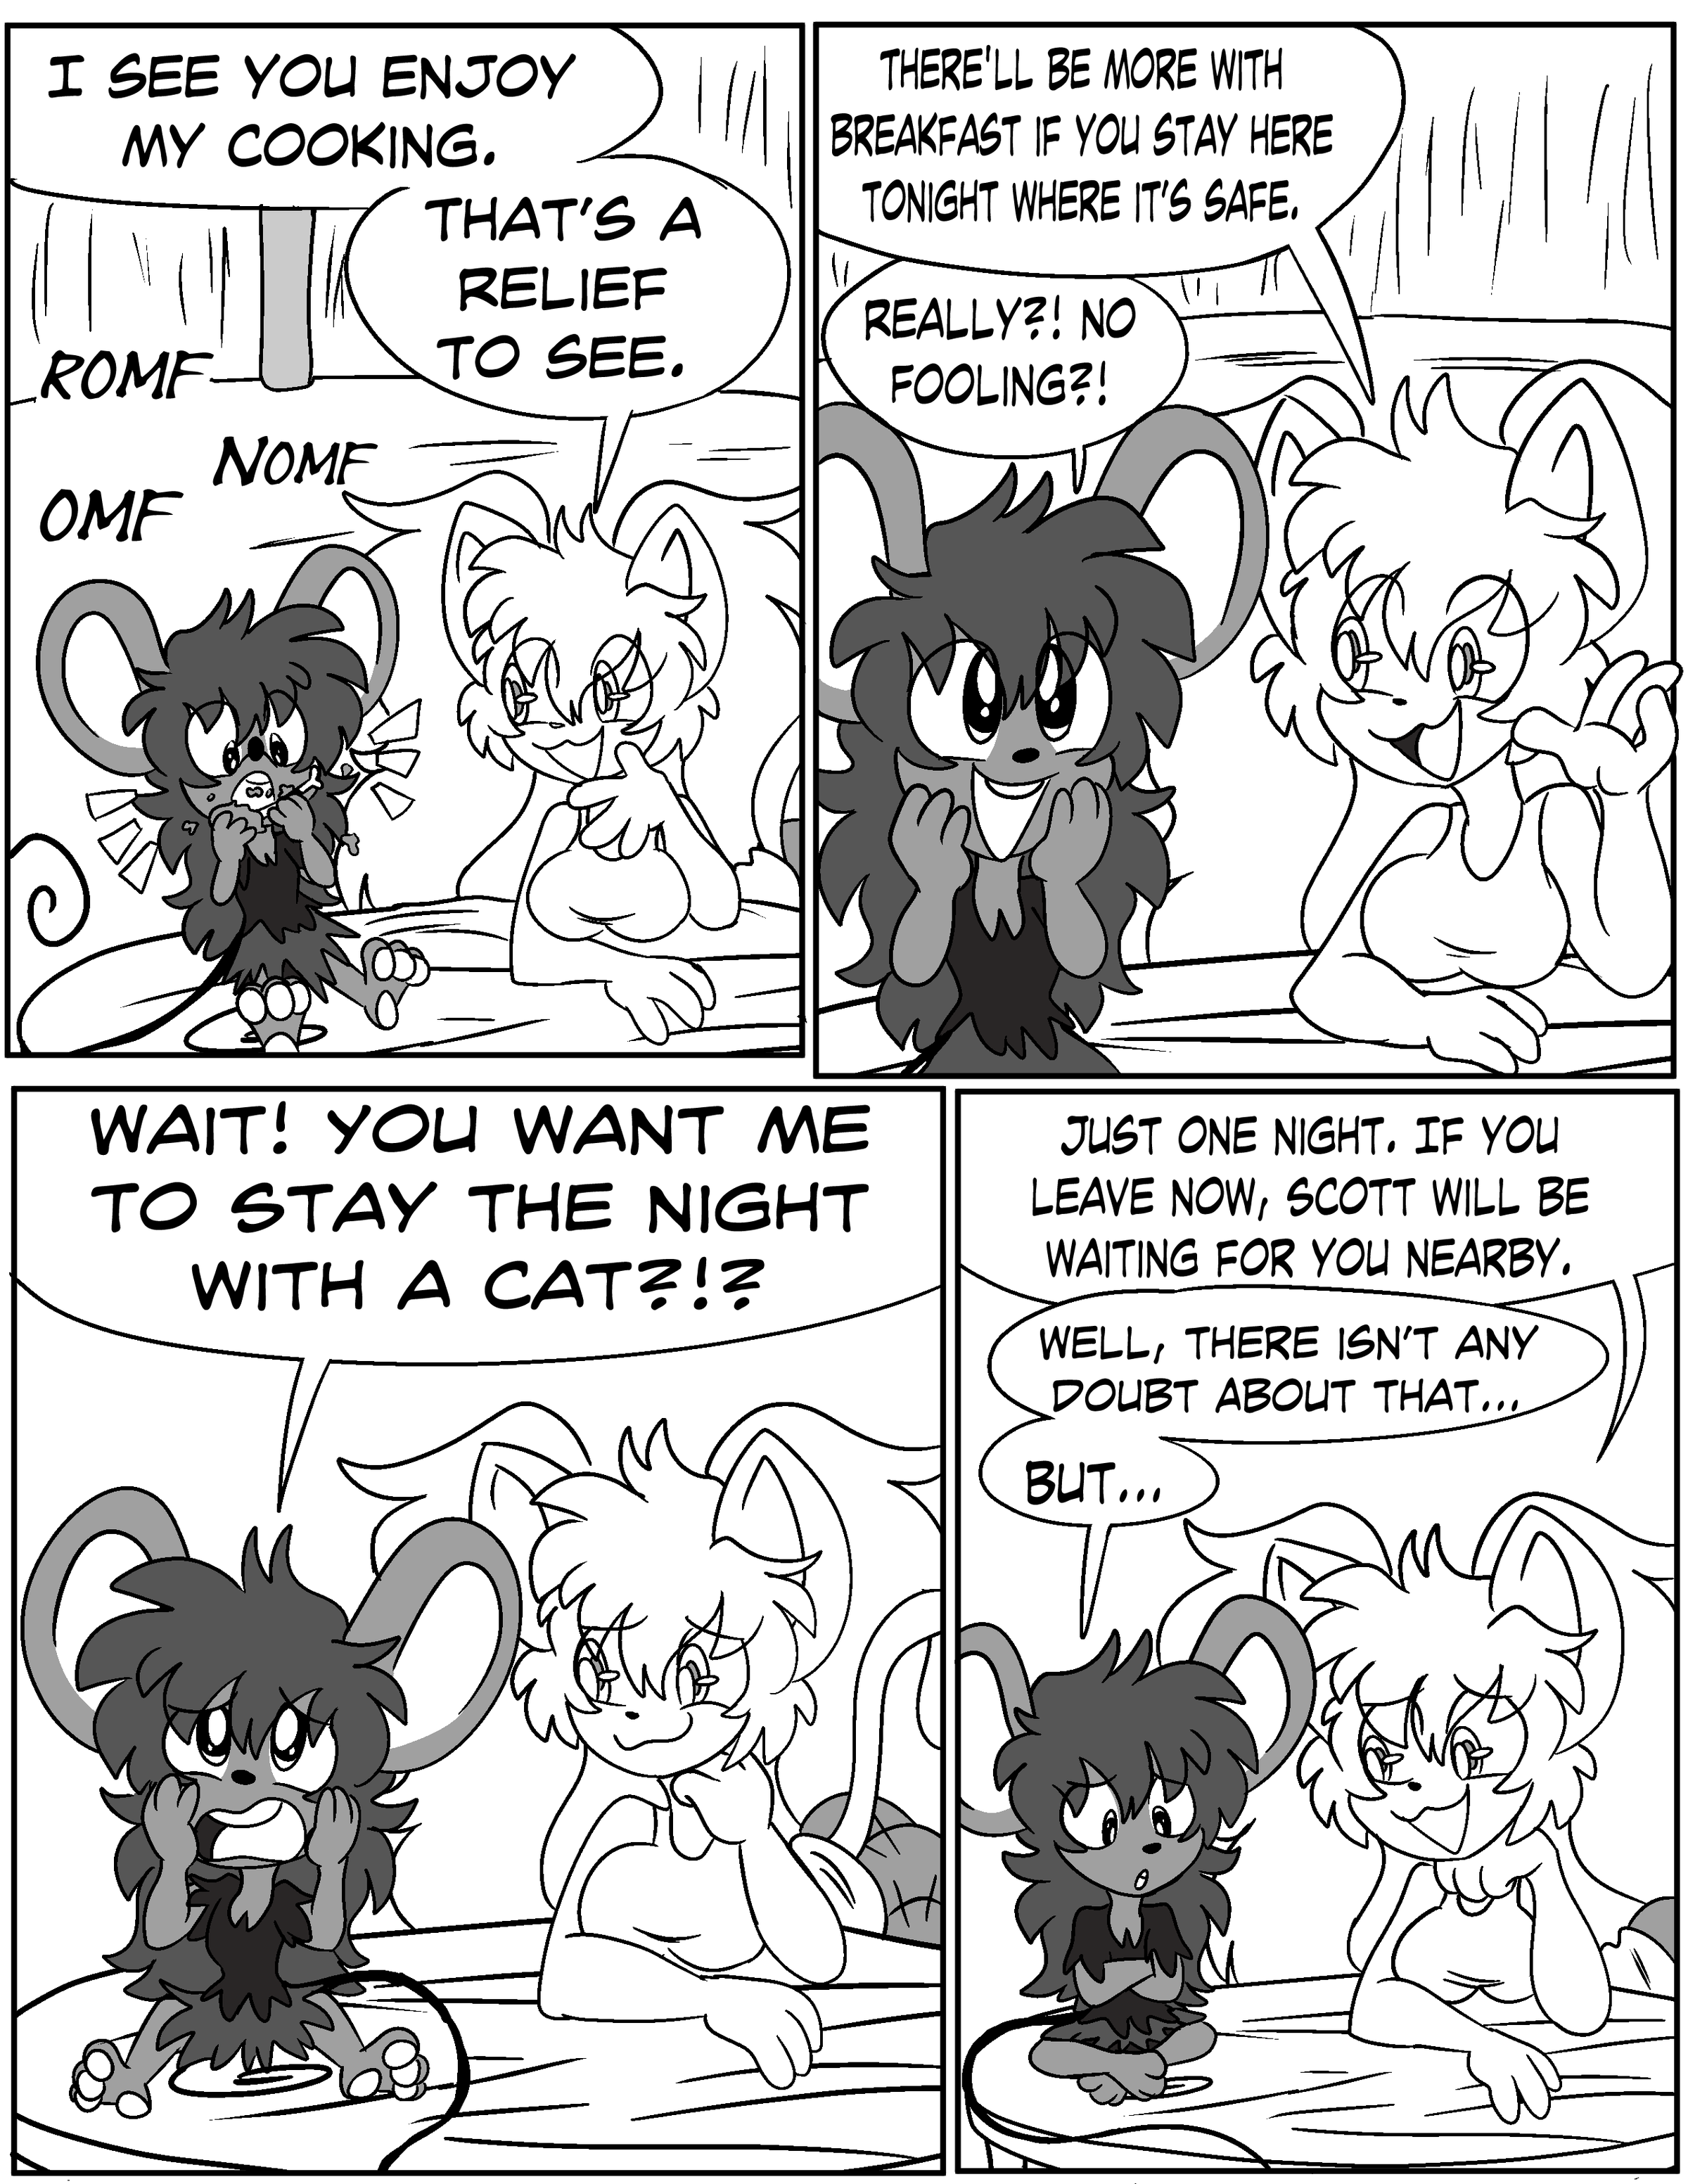 I SEE YOU ENJOY
MY COOKING.
THAT'S A
RELIEF
TO SEE.
ROMF
NOMF
OMF
THERE'LL BE MORE WITH
BREAKFAST IF YOU STAY HERE
TONIGHT WHERE IT'S SAFE.
REALLY?! NO
FOOLING?!
WAIT! YOU WANT ME
TO STAY THE NIGHT
WITH A CAT?!?
JUST ONE NIGHT. IF YOU
LEAVE NOW, SCOTT WILL BE
WAITING FOR YOU NEARBY.
WELL, THERE ISN'T ANY
DOUBT ABOUT THAT...
BUT...